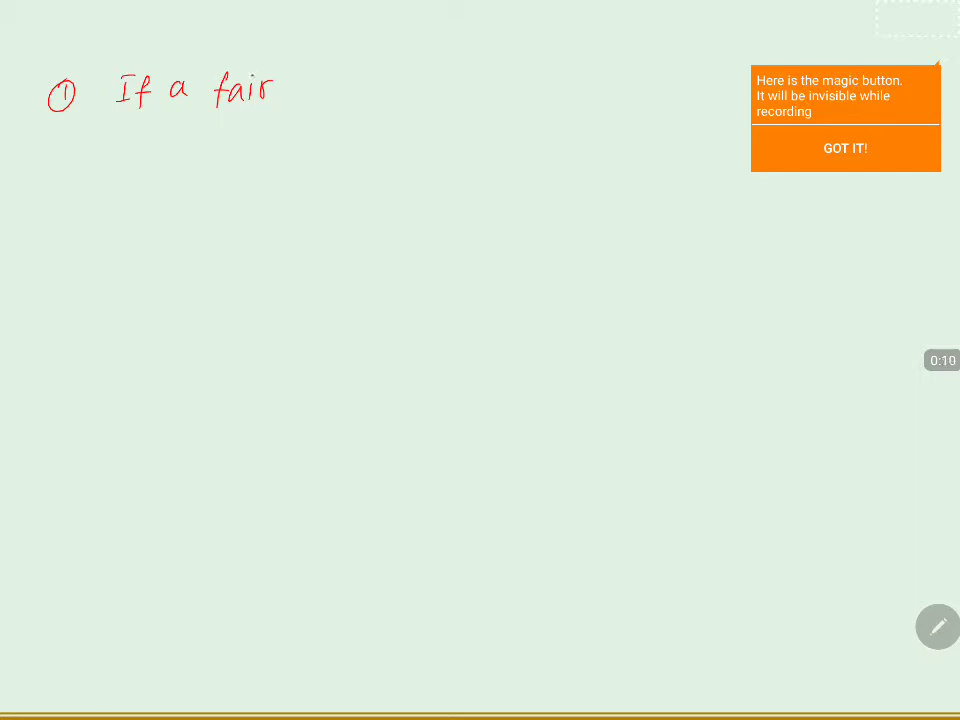 ① If a fair
Here is the magic button.
It will be invisible while
recording
GOT IT!
0:10